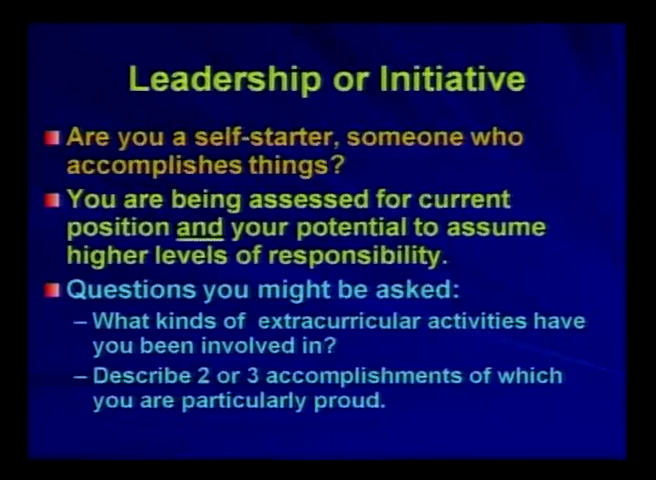 Leadership or Initiative
Are you a self-starter, someone who
accomplishes things?
You are being assessed for current
position and your potential to assume
higher levels of responsibility.
Questions you might be asked:
– What kinds of extracurricular activities have
you been involved in?
– Describe 2 or 3 accomplishments of which
you are particularly proud.